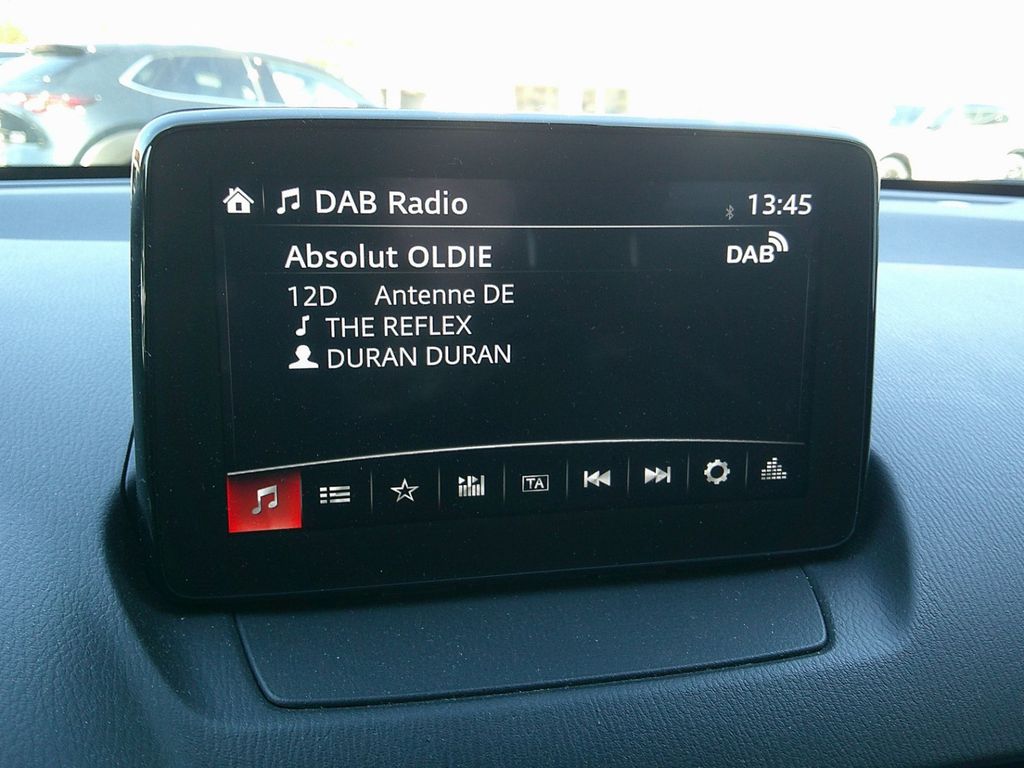 DAB Radio 13:45
Absolut OLDIE DAB
12D Antenne DE
THE REFLEX
DURAN DURAN
TA